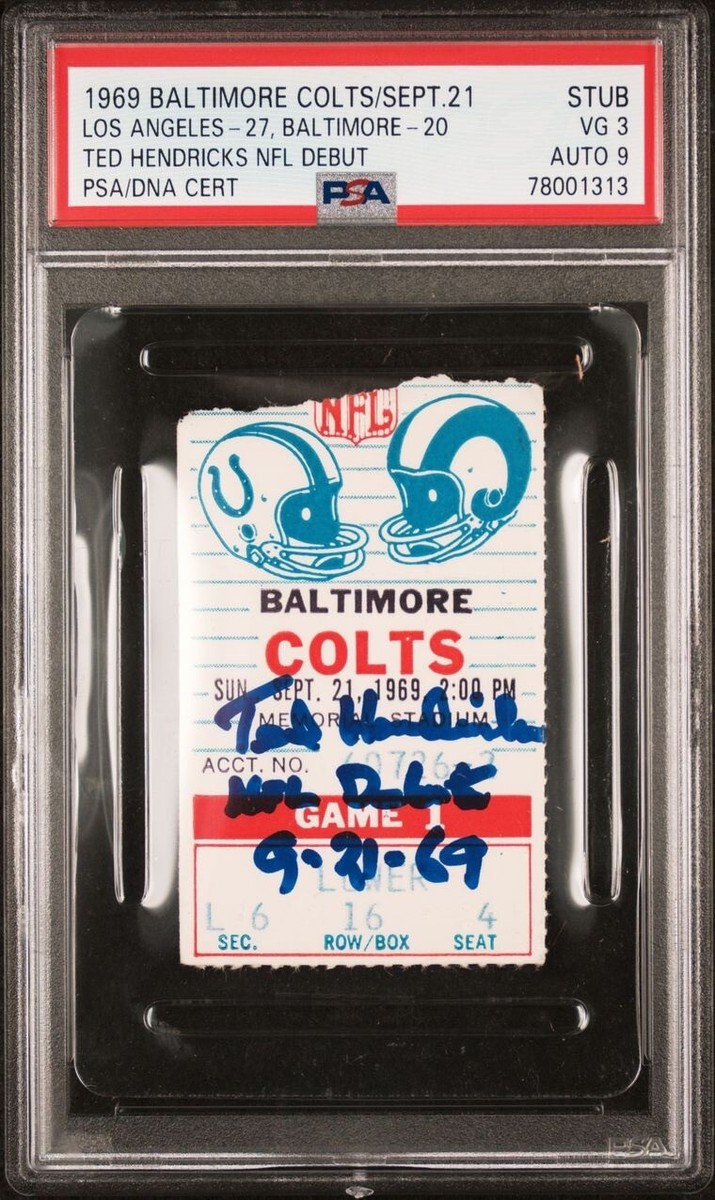 1969 BALTIMORE COLTS/SEPT.21 STUB
LOS ANGELES-27, BALTIMORE-20 VG 3
TED HENDRICKS NFL DEBUT AUTO 9
PSA/DNA CERT PSA 78001313
NFL
BALTIMORE
COLTS
SUN. SEPT. 21, 1969 2:00 PM
Ted Hendricks
MEMORIAL STADIUM
ACCT. NO. 60726-2
NFL Debut
GAME 1
9-21-69
LOWER
L 6 16 4
SEC. ROW/BOX SEAT
PSA